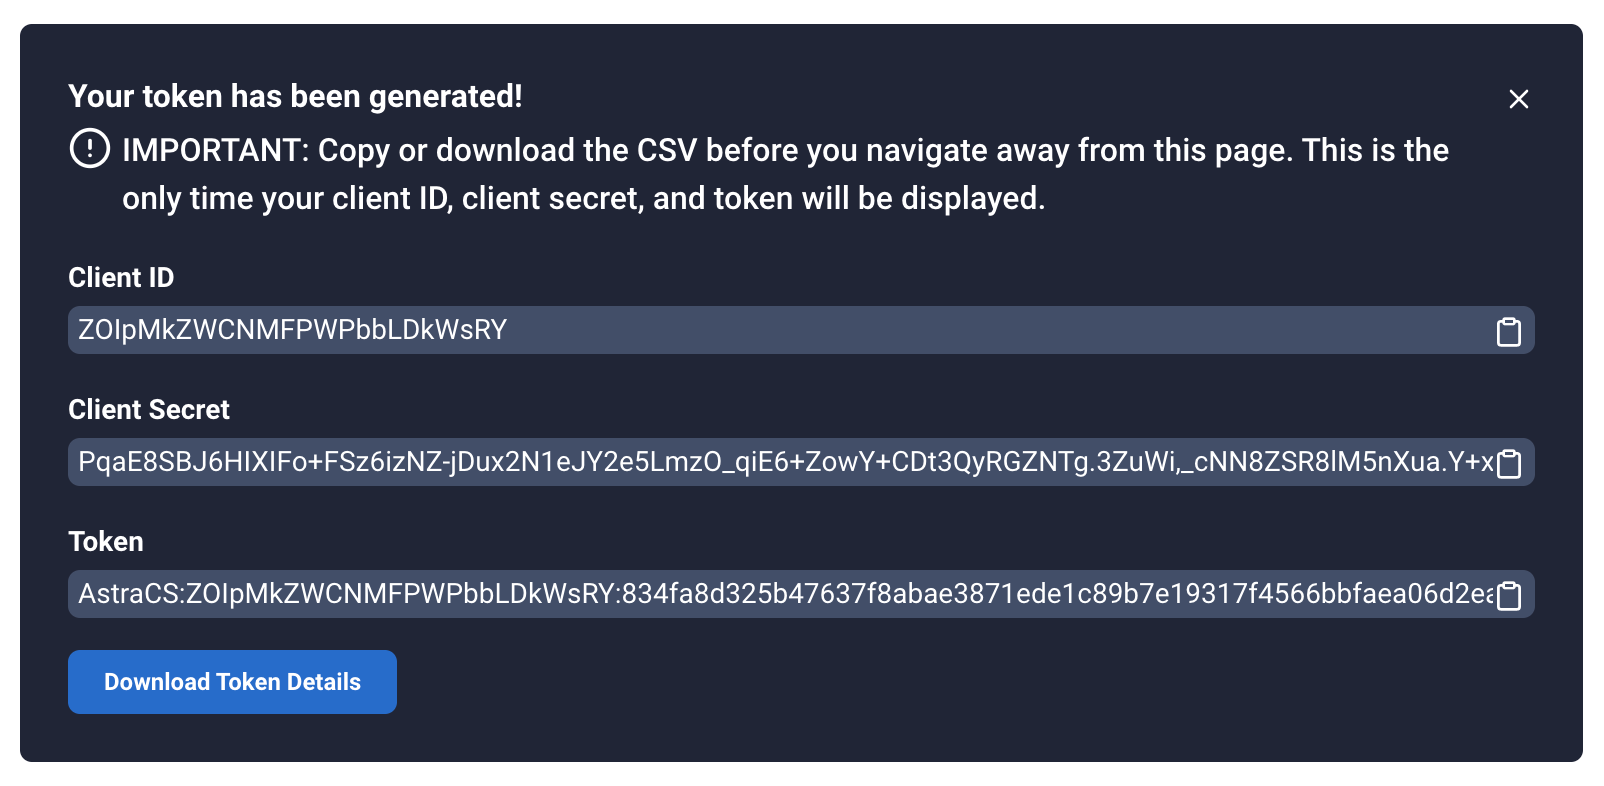 Your token has been generated!
IMPORTANT: Copy or download the CSV before you navigate away from this page. This is the
only time your client ID, client secret, and token will be displayed.
Client ID
ZOIpMkZWCNMFPWPbbLDkWsRY
Client Secret
PqaE8SBJ6HIXIFo+FSz6izNZ-jDux2N1eJY2e5LmzO_qiE6+ZowY+CDt3QyRGZNTg.3ZuWi,_cNN8ZSR8lM5nXua.Y+x
Token
AstraCS:ZOIpMkZWCNMFPWPbbLDkWsRY:834fa8d325b47637f8abae3871ede1c89b7e19317f4566bbfaea06d2ea
Download Token Details